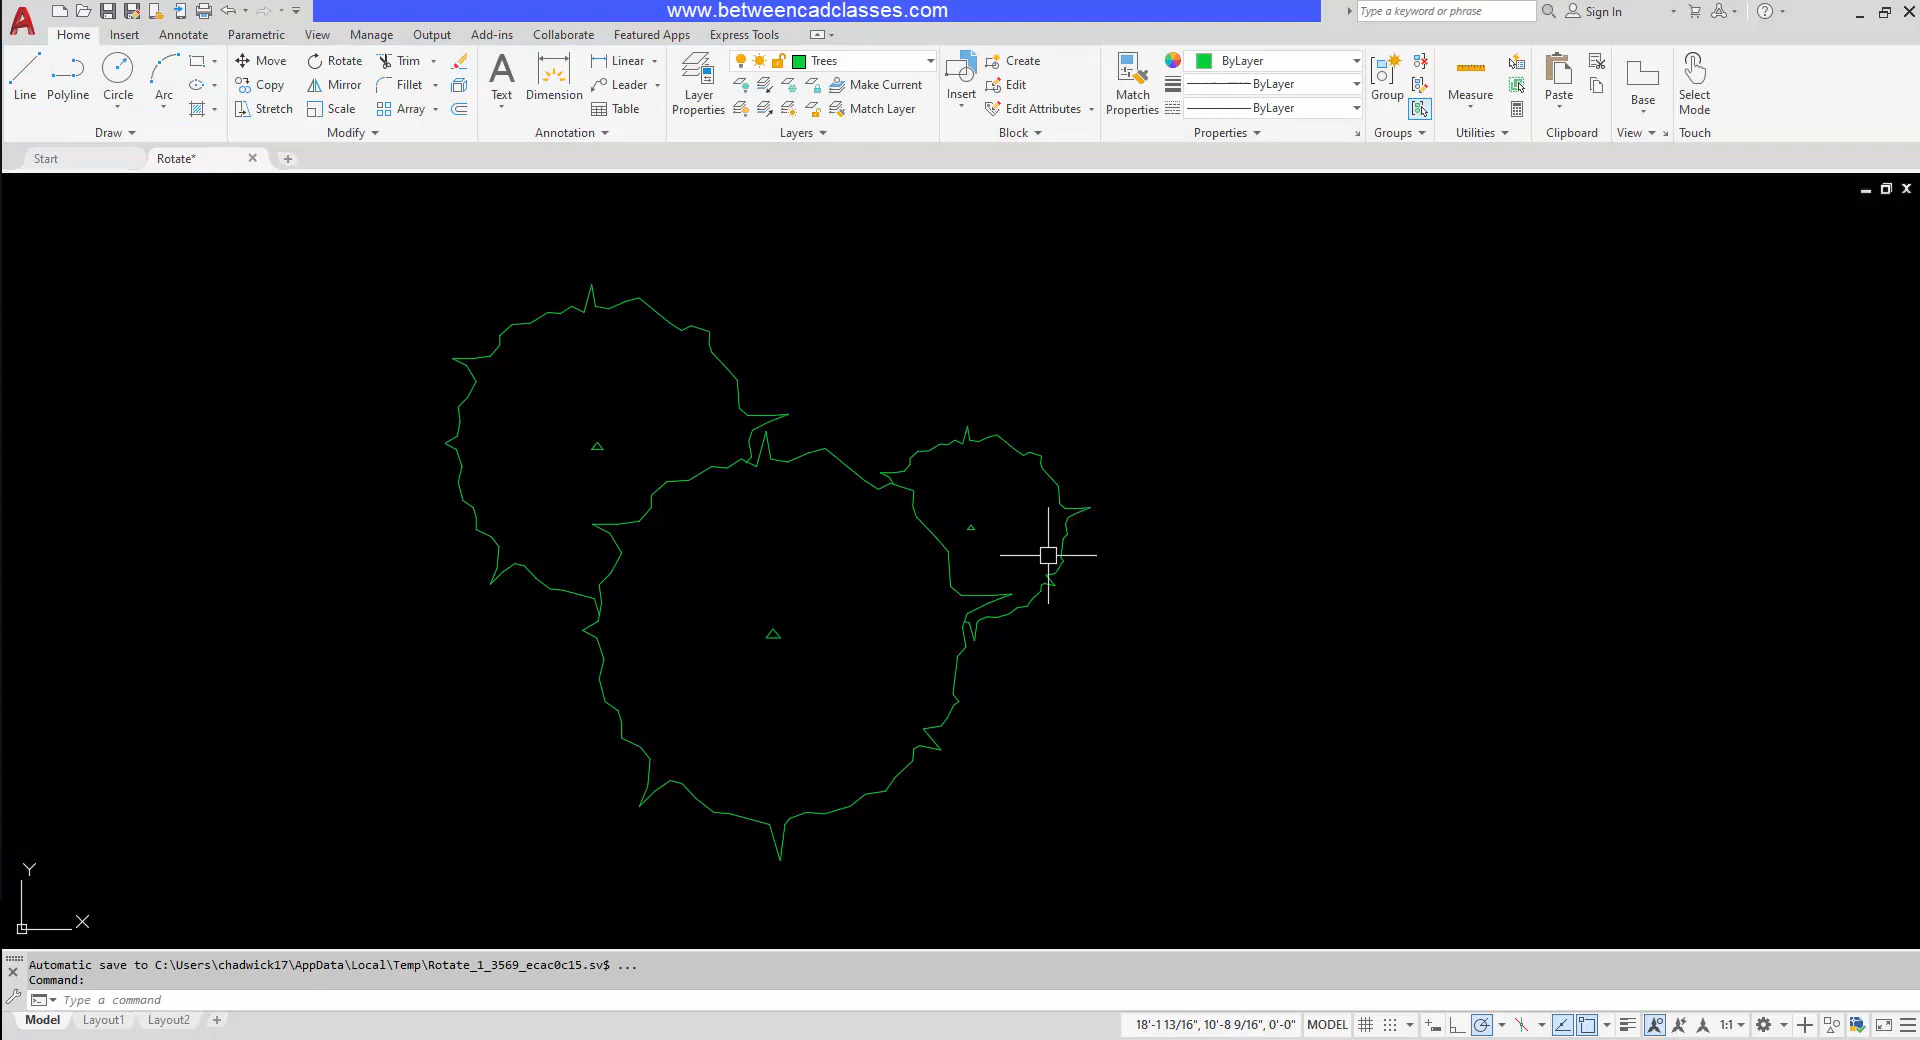 www.betweencadclasses.com
Type a keyword or phrase
Sign In
Home Insert Annotate Parametric View Manage Output Add-ins Collaborate Featured Apps Express Tools
Line Polyline Circle Arc
Draw
Move Rotate Trim
Copy Mirror Fillet
Stretch Scale Array
Modify
Text Dimension
Linear
Leader
Table
Annotation
Layer Properties
Trees
Make Current
Match Layer
Layers
Insert
Create
Edit
Edit Attributes
Block
Match Properties
ByLayer
ByLayer
ByLayer
Properties
Group
Groups
Measure
Utilities
Paste
Clipboard
Base
View
Select Mode
Touch
Start Rotate*
Y
X
Automatic save to C:\Users\chadwick17\AppData\Local\Temp\Rotate_1_3569_ecac0c15.sv$ ...
Command:
Type a command
Model Layout1 Layout2
18'-1 13/16", 10'-8 9/16", 0'-0" MODEL 1:1